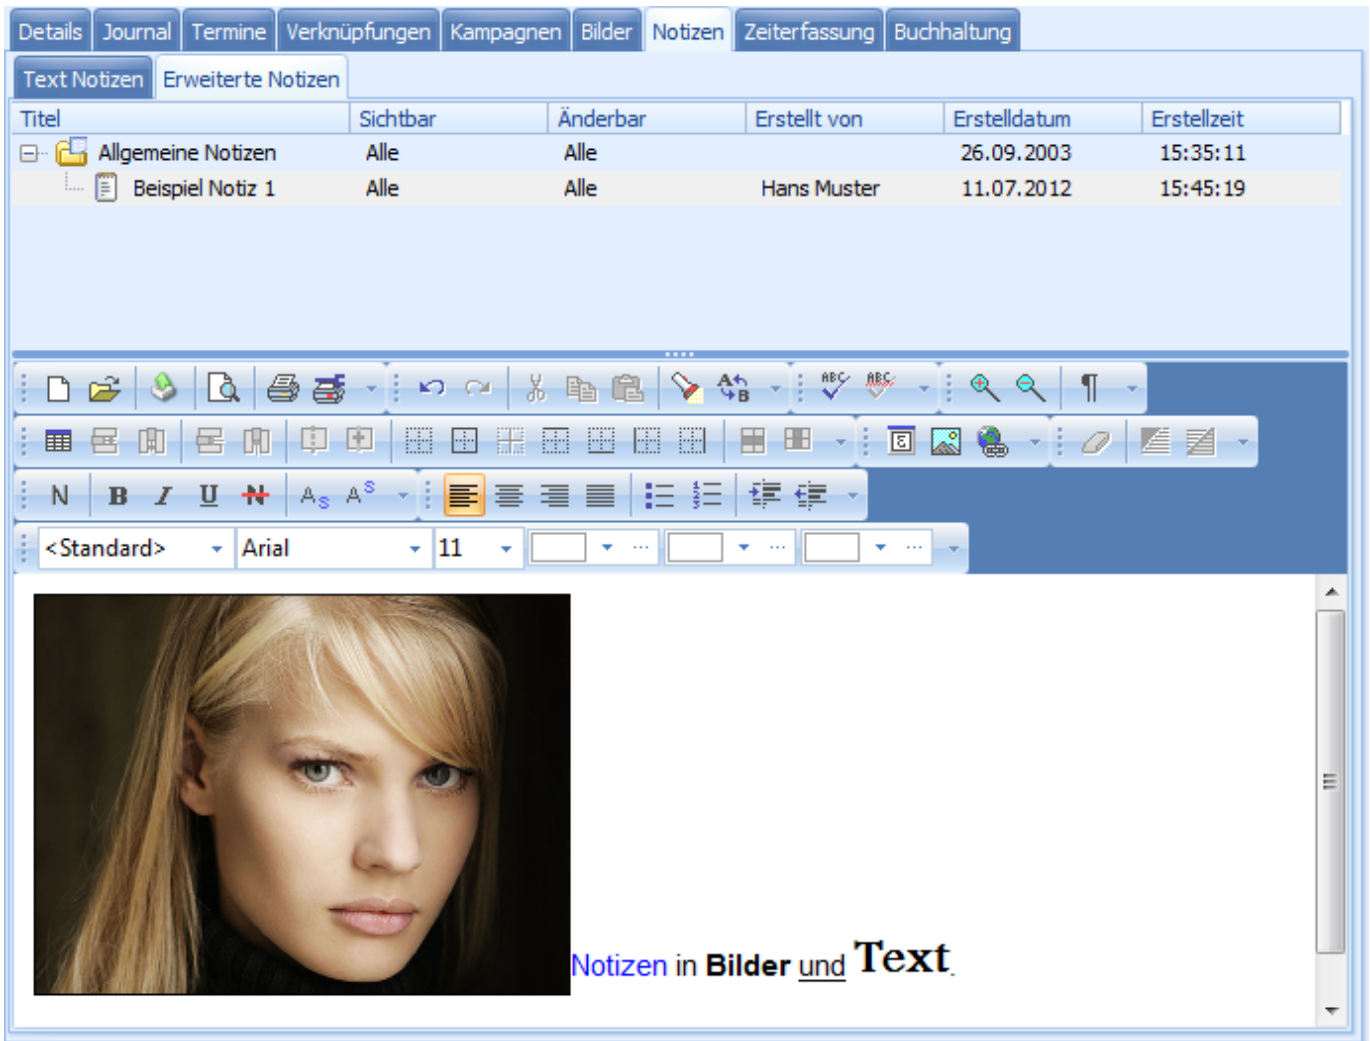 Details Journal Termine Verknüpfungen Kampagnen Bilder Notizen Zeiterfassung Buchhaltung
Text Notizen Erweiterte Notizen
Titel Sichtbar Änderbar Erstellt von Erstelldatum Erstellzeit
Allgemeine Notizen Alle Alle 26.09.2003 15:35:11
Beispiel Notiz 1 Alle Alle Hans Muster 11.07.2012 15:45:19
A B ABC ABC ¶
Σ
N B I U N A S A S
<Standard> Arial 11
Notizen in Bilder und Text.